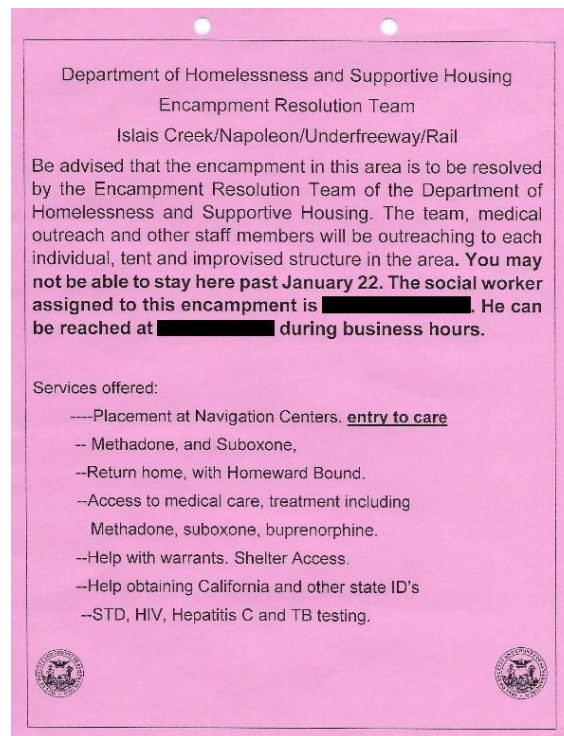 Department of Homelessness and Supportive Housing
Encampment Resolution Team
Islais Creek/Napoleon/Underfreeway/Rail
Be advised that the encampment in this area is to be resolved
by the Encampment Resolution Team of the Department of
Homelessness and Supportive Housing. The team, medical
outreach and other staff members will be outreaching to each
individual, tent and improvised structure in the area. You may
not be able to stay here past January 22. The social worker
assigned to this encampment is . He can
be reached at during business hours.
Services offered:
----Placement at Navigation Centers. entry to care
-- Methadone, and Suboxone,
--Return home, with Homeward Bound.
--Access to medical care, treatment including
Methadone, suboxone, buprenorphine.
--Help with warrants. Shelter Access.
--Help obtaining California and other state ID's
--STD, HIV, Hepatitis C and TB testing.